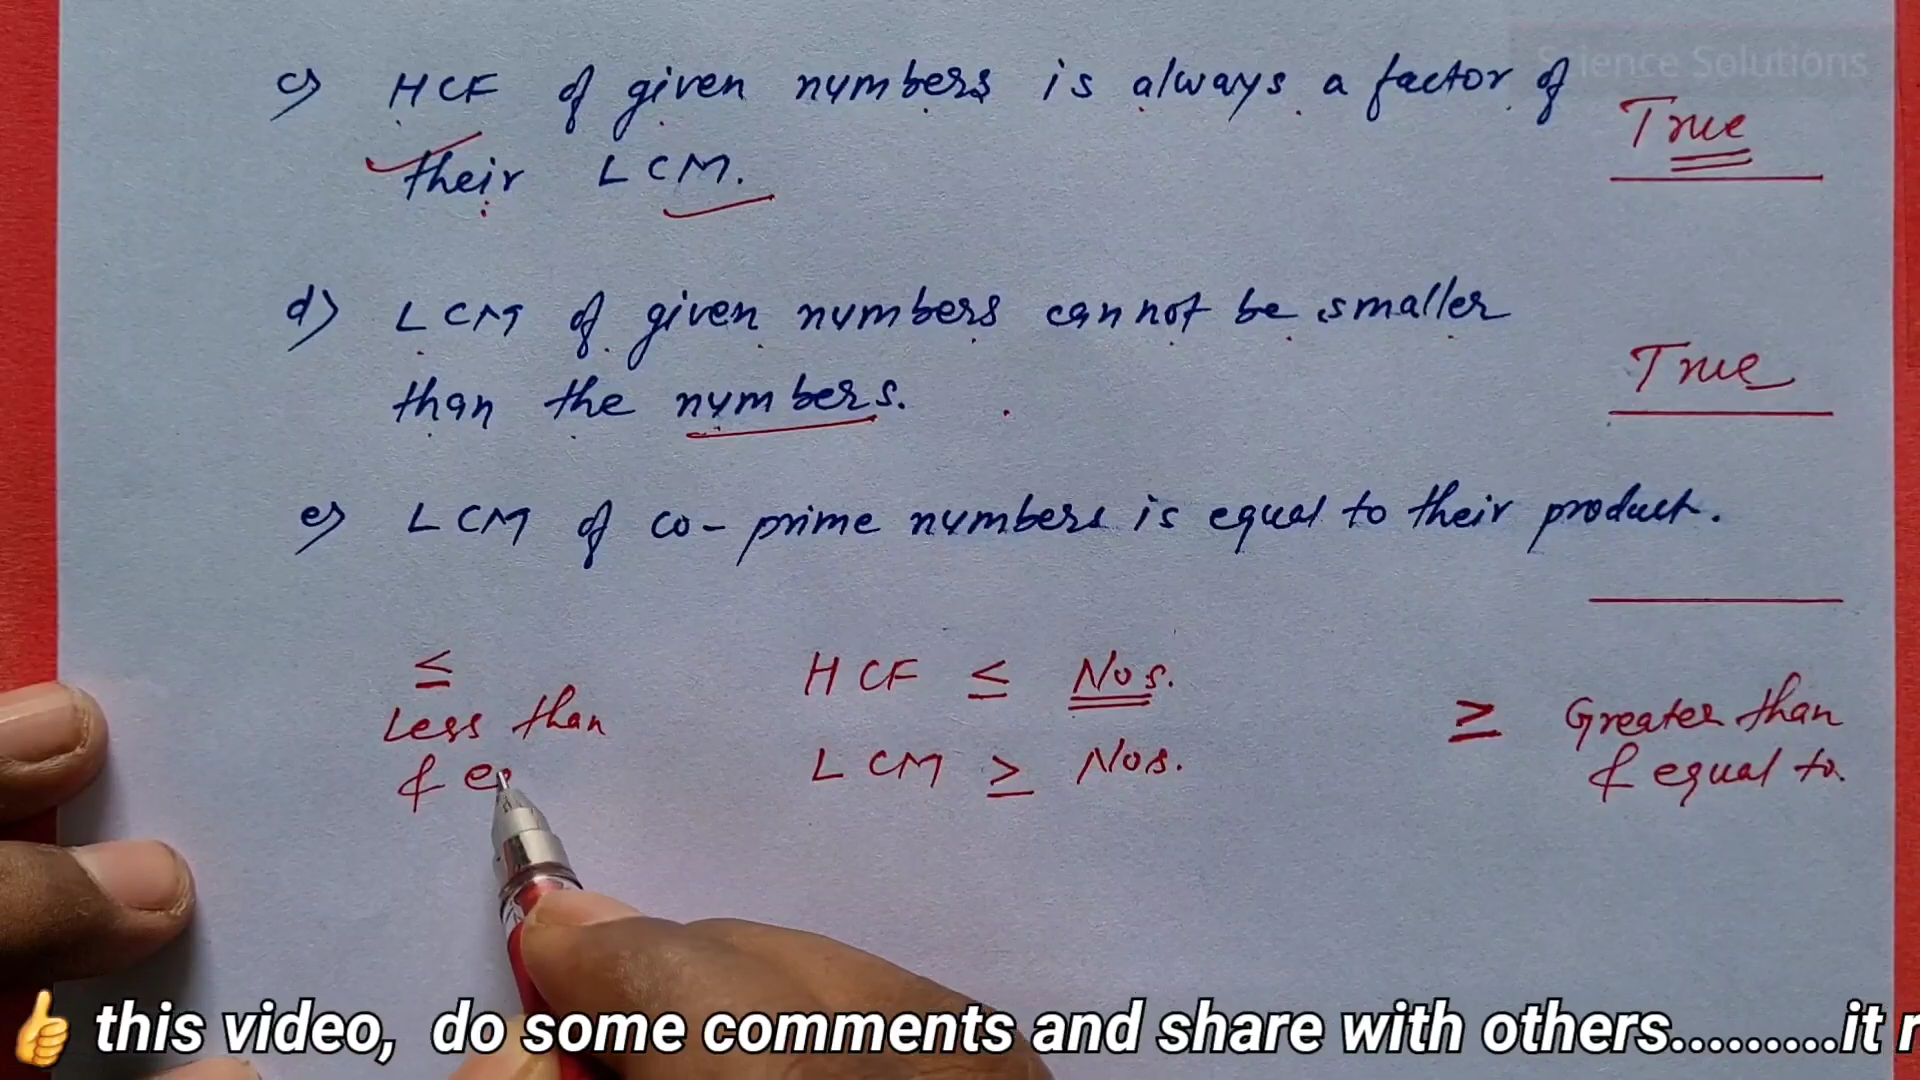 Science Solutions
c) HCF of given numbers is always a factor of
their LCM.
True
d) LCM of given numbers cannot be smaller
than the numbers.
True
e) LCM of co-prime numbers is equal to their product.
≤
Less than
& e
HCF ≤ Nos.
LCM ≥ Nos.
≥ Greater than
& equal to.
👍 this video, do some comments and share with others.........it r